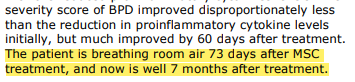 severity score of BPD improved disproportionately less
than the reduction in proinflammatory cytokine levels
initially, but much improved by 60 days after treatment.
The patient is breathing room air 73 days after MSC
treatment, and now is well 7 months after treatment.